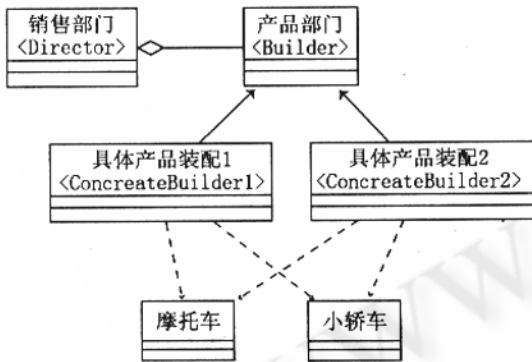 销售部门
<Director>
产品部门
<Builder>
具体产品装配1
<ConcreateBuilder1>
具体产品装配2
<ConcreateBuilder2>
摩托车
小轿车
WWW